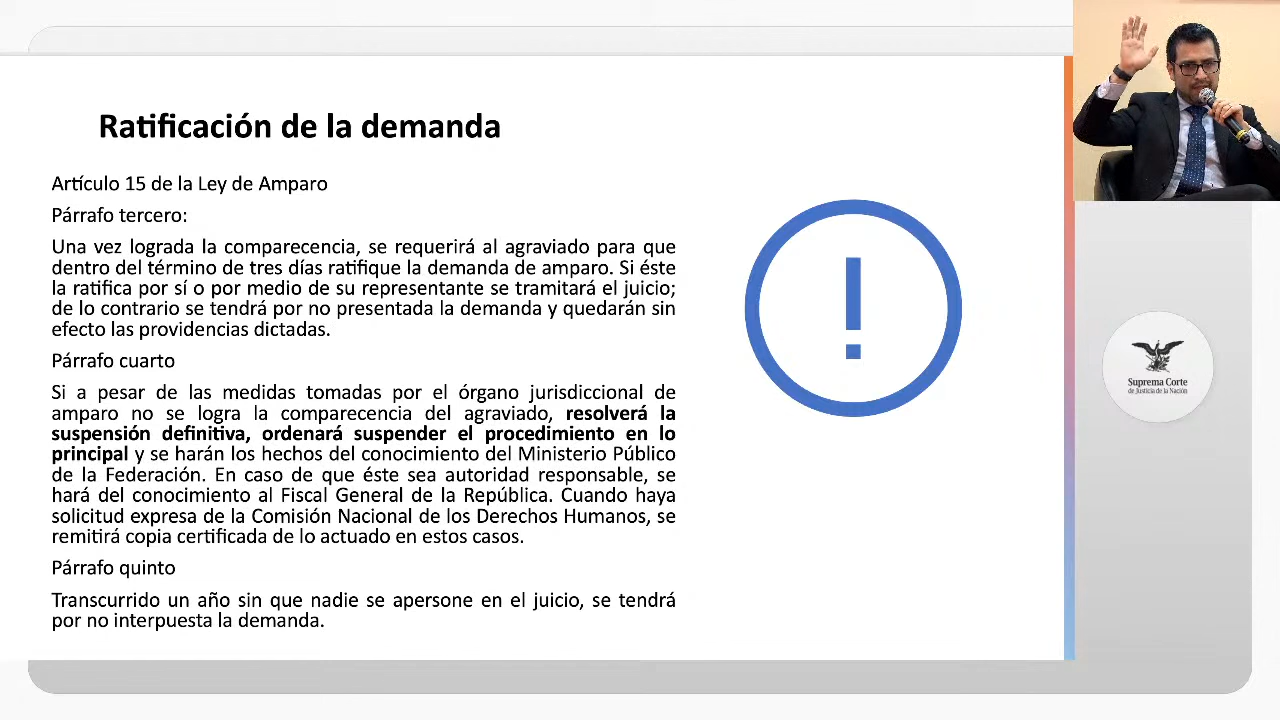 Ratificación de la demanda
Artículo 15 de la Ley de Amparo
Párrafo tercero:
Una vez lograda la comparecencia, se requerirá al agraviado para que
dentro del término de tres días ratifique la demanda de amparo. Si éste
la ratifica por sí o por medio de su representante se tramitará el juicio;
de lo contrario se tendrá por no presentada la demanda y quedarán sin
efecto las providencias dictadas.
Párrafo cuarto
Si a pesar de las medidas tomadas por el órgano jurisdiccional de
amparo no se logra la comparecencia del agraviado, resolverá la
suspensión definitiva, ordenará suspender el procedimiento en lo
principal y se harán los hechos del conocimiento del Ministerio Público
de la Federación. En caso de que éste sea autoridad responsable, se
hará del conocimiento al Fiscal General de la República. Cuando haya
solicitud expresa de la Comisión Nacional de los Derechos Humanos, se
remitirá copia certificada de lo actuado en estos casos.
Párrafo quinto
Transcurrido un año sin que nadie se apersone en el juicio, se tendrá
por no interpuesta la demanda.
!
Suprema Corte
de Justicia de la Nación